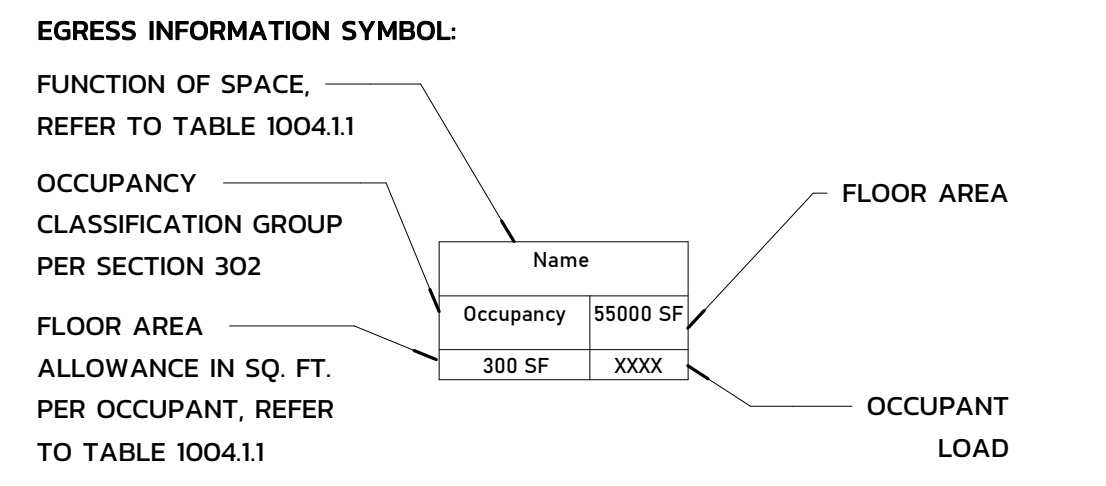 EGRESS INFORMATION SYMBOL:
FUNCTION OF SPACE,
REFER TO TABLE 1004.1.1
OCCUPANCY
CLASSIFICATION GROUP
PER SECTION 302
FLOOR AREA
ALLOWANCE IN SQ. FT.
PER OCCUPANT, REFER
TO TABLE 1004.1.1
Name
Occupancy
55000 SF
300 SF
XXXX
FLOOR AREA
OCCUPANT
LOAD